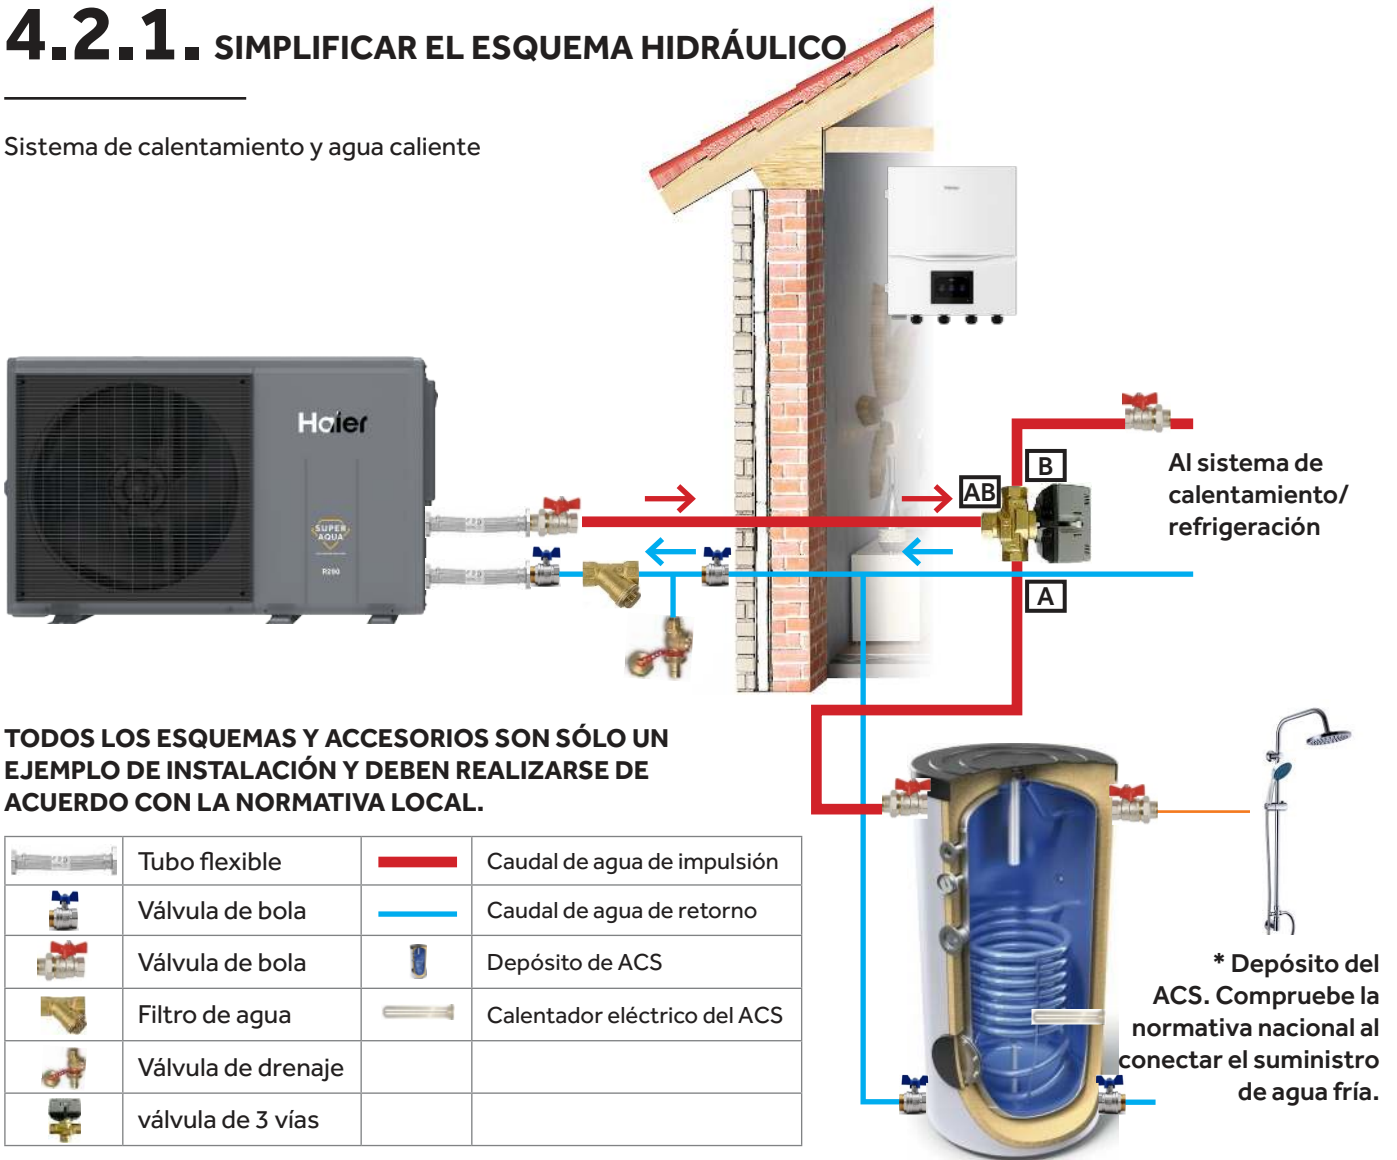 4.2.1. SIMPLIFICAR EL ESQUEMA HIDRÁULICO
Sistema de calentamiento y agua caliente
Haier
SUPER
AQUA
R290
B
AB
A
Al sistema de
calentamiento/
refrigeración
TODOS LOS ESQUEMAS Y ACCESORIOS SON SÓLO UN
EJEMPLO DE INSTALACIÓN Y DEBEN REALIZARSE DE
ACUERDO CON LA NORMATIVA LOCAL.
Tubo flexible
Caudal de agua de impulsión
Válvula de bola
Caudal de agua de retorno
Válvula de bola
Depósito de ACS
Filtro de agua
Calentador eléctrico del ACS
Válvula de drenaje
válvula de 3 vías
* Depósito del
ACS. Compruebe la
normativa nacional al
conectar el suministro
de agua fría.